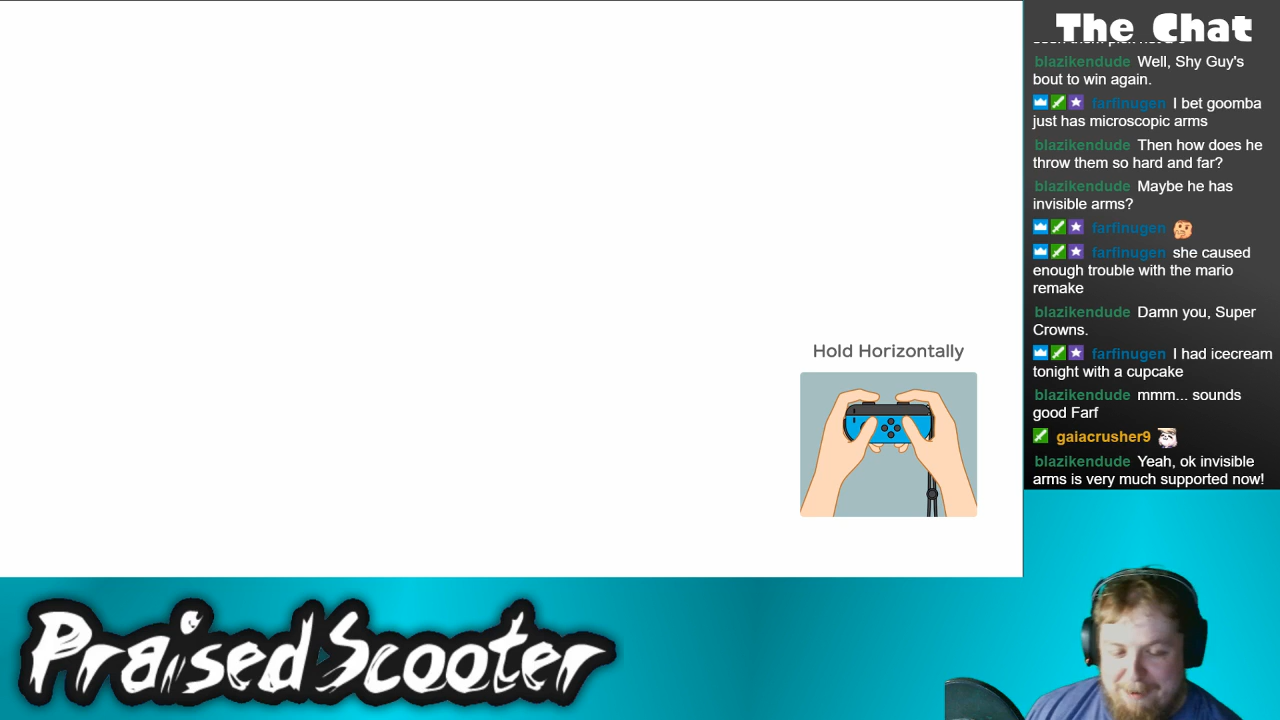 The Chat
blazikendude Well, Shy Guy's
bout to win again.
farfinugen I bet goomba
just has microscopic arms
blazikendude Then how does he
throw them so hard and far?
blazikendude Maybe he has
invisible arms?
farfinugen
farfinugen she caused
enough trouble with the mario
remake
blazikendude Damn you, Super
Crowns.
farfinugen I had icecream
tonight with a cupcake
blazikendude mmm... sounds
good Farf
gaiacrusher9
blazikendude Yeah, ok invisible
arms is very much supported now!
Hold Horizontally
PraisedScooter